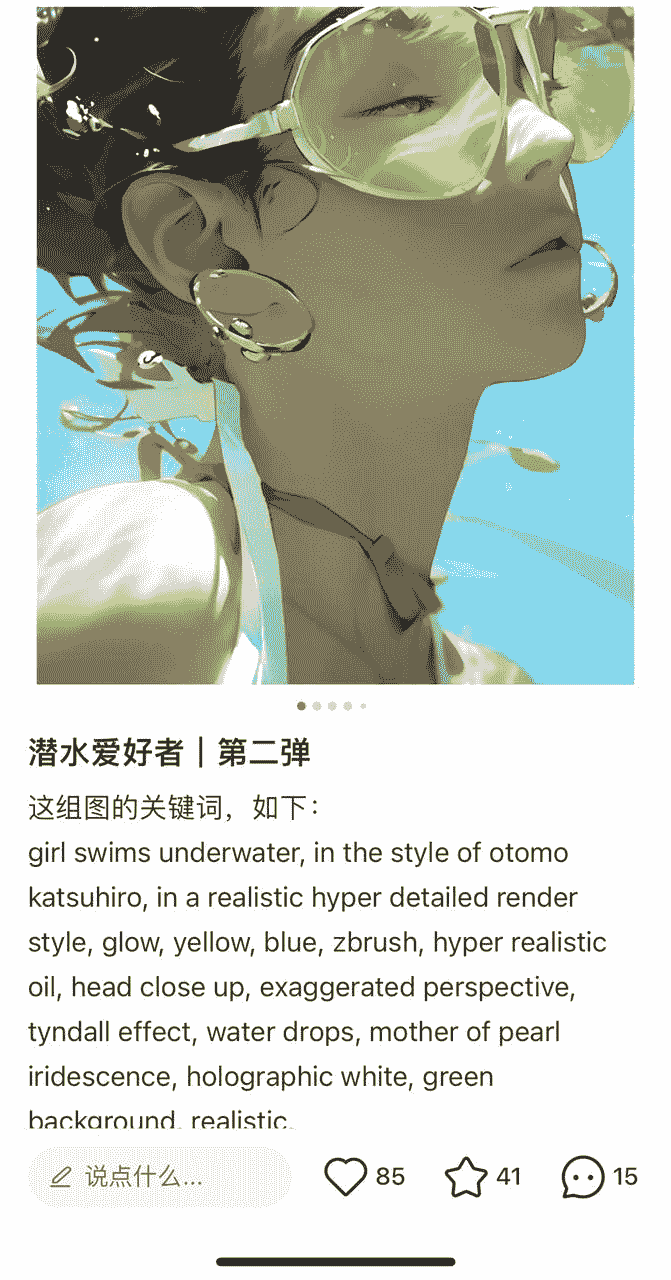 潜水爱好者｜第二弹
这组图的关键词，如下：
girl swims underwater, in the style of otomo
katsuhiro, in a realistic hyper detailed render
style, glow, yellow, blue, zbrush, hyper realistic
oil, head close up, exaggerated perspective,
tyndall effect, water drops, mother of pearl
iridescence, holographic white, green
background, realistic,
说点什么... 85 41 15